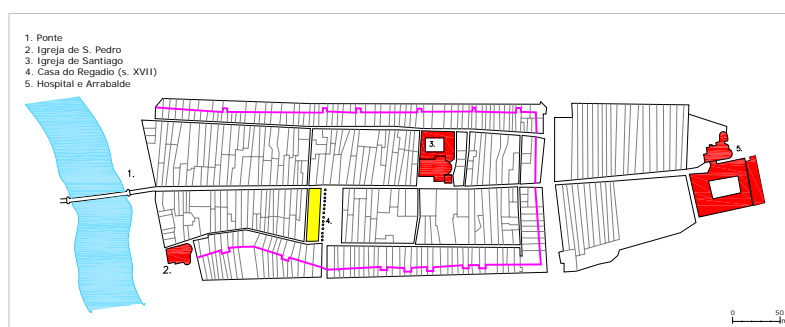 1. Ponte
2. Igreja de S. Pedro
3. Igreja de Santiago
4. Casa do Regadio (s. XVII)
5. Hospital e Arrabalde
3.
5.
1.
4.
2.
0 50
m